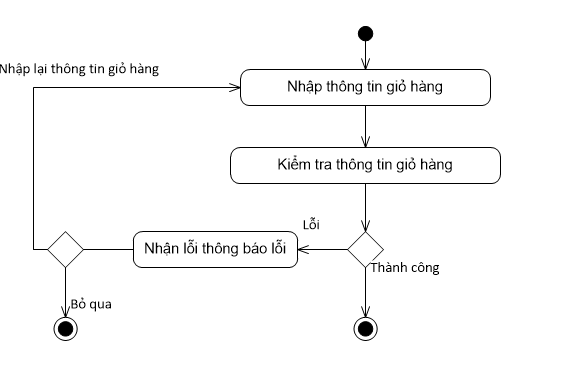 Nhập lại thông tin giỏ hàng
Nhập thông tin giỏ hàng
Kiểm tra thông tin giỏ hàng
Lỗi
Nhận lỗi thông báo lỗi
Thành công
Bỏ qua